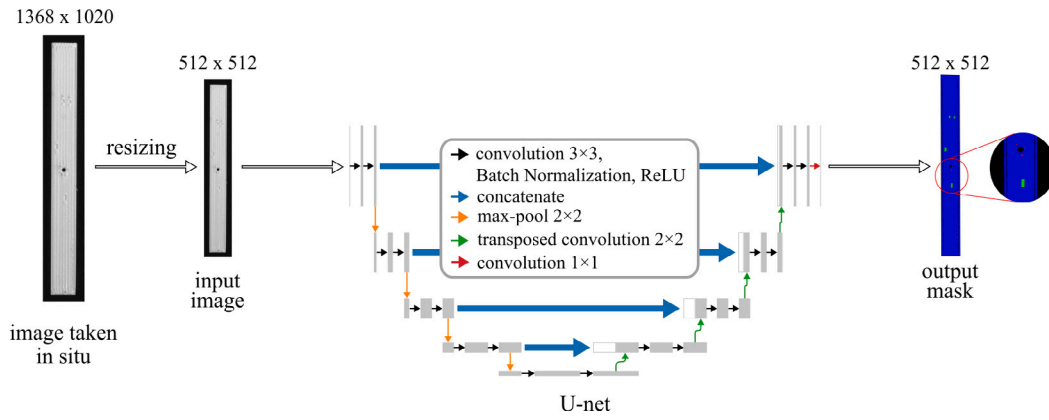 1368 x 1020
512 x 512
resizing
image taken
in situ
input
image
convolution 3×3,
Batch Normalization, ReLU
concatenate
max-pool 2×2
transposed convolution 2×2
convolution 1×1
U-net
512 x 512
output
mask